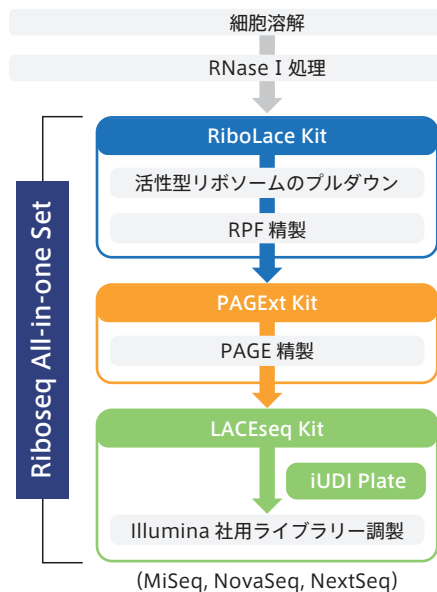 細胞溶解
RNase I 処理
RiboLace Kit
活性型リボソームのプルダウン
RPF 精製
PAGExt Kit
PAGE 精製
LACEseq Kit
iUDI Plate
Illumina 社用ライブラリー調製
(MiSeq, NovaSeq, NextSeq)
Riboseq All-in-one Set